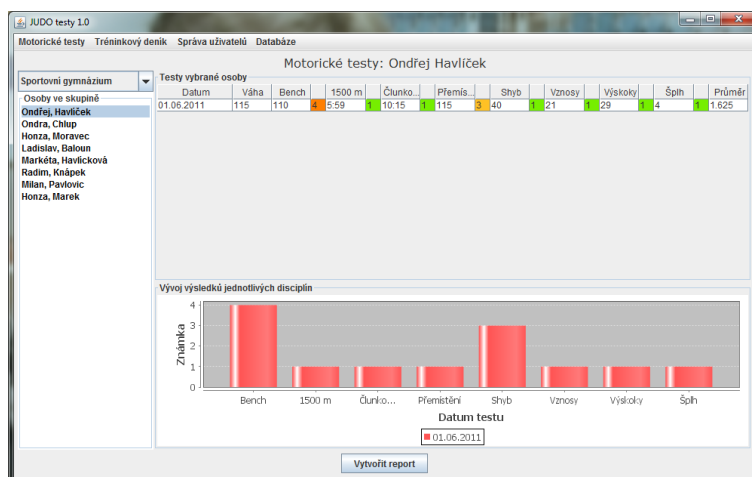 JUDO testy 1.0
Motorické testy Tréninkový deník Správa uživatelů Databáze
Motorické testy: Ondřej Havlíček
Sportovní gymnázium
Osoby ve skupině
Ondřej, Havlíček
Ondra, Chlup
Honza, Moravec
Ladislav, Baloun
Markéta, Havlícková
Radim, Knápek
Milan, Pavlovic
Honza, Marek
Testy vybrané osoby
Datum Váha Bench 1500 m Člunko... Přemís... Shyb Vznosy Výskoky Šplh Průměr
01.06.2011 115 110 4 5:59 1 10:15 1 115 3 40 1 21 1 29 1 4 1 1.625
Vývoj výsledků jednotlivých disciplín
Známka
4
3
2
1
0
Bench 1500 m Člunko... Přemístění Shyb Vznosy Výskoky Šplh
Datum testu
01.06.2011
Vytvořit report